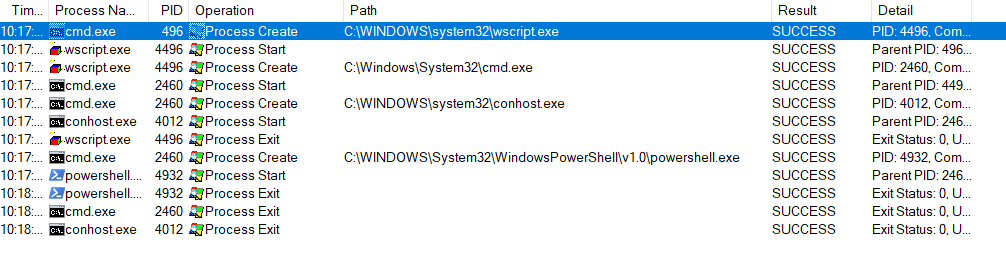 Tim... Process Na... PID Operation Path Result Detail
10:17:... cmd.exe 496 Process Create C:\WINDOWS\system32\wscript.exe SUCCESS PID: 4496, Com...
10:17:... wscript.exe 4496 Process Start SUCCESS Parent PID: 496...
10:17:... wscript.exe 4496 Process Create C:\Windows\System32\cmd.exe SUCCESS PID: 2460, Com...
10:17:... cmd.exe 2460 Process Start SUCCESS Parent PID: 449...
10:17:... cmd.exe 2460 Process Create C:\WINDOWS\system32\conhost.exe SUCCESS PID: 4012, Com...
10:17:... conhost.exe 4012 Process Start SUCCESS Parent PID: 246...
10:17:... wscript.exe 4496 Process Exit SUCCESS Exit Status: 0, U...
10:17:... cmd.exe 2460 Process Create C:\WINDOWS\System32\WindowsPowerShell\v1.0\powershell.exe SUCCESS PID: 4932, Com...
10:17:... powershell.... 4932 Process Start SUCCESS Parent PID: 246...
10:18:... powershell.... 4932 Process Exit SUCCESS Exit Status: 0, U...
10:18:... cmd.exe 2460 Process Exit SUCCESS Exit Status: 0, U...
10:18:... conhost.exe 4012 Process Exit SUCCESS Exit Status: 0, U...